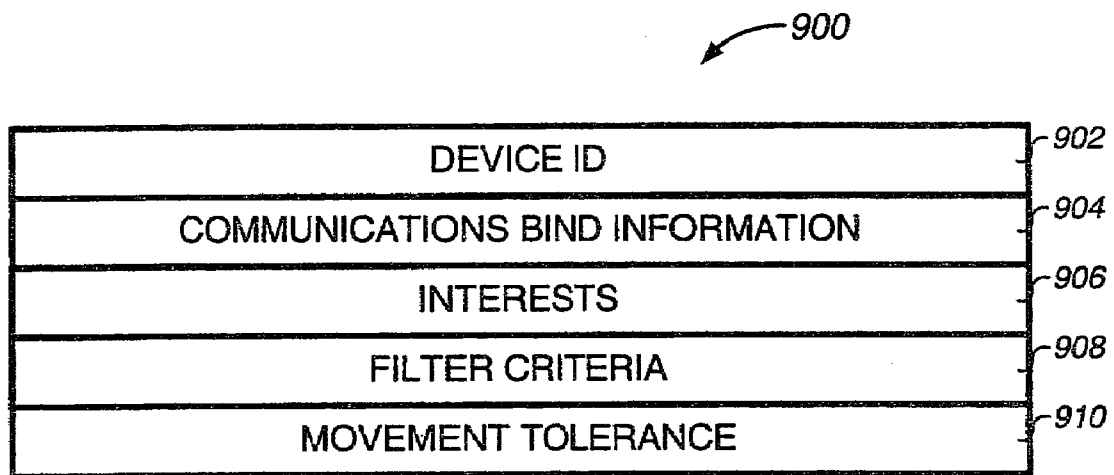 900
DEVICE ID 902
COMMUNICATIONS BIND INFORMATION 904
INTERESTS 906
FILTER CRITERIA 908
MOVEMENT TOLERANCE 910